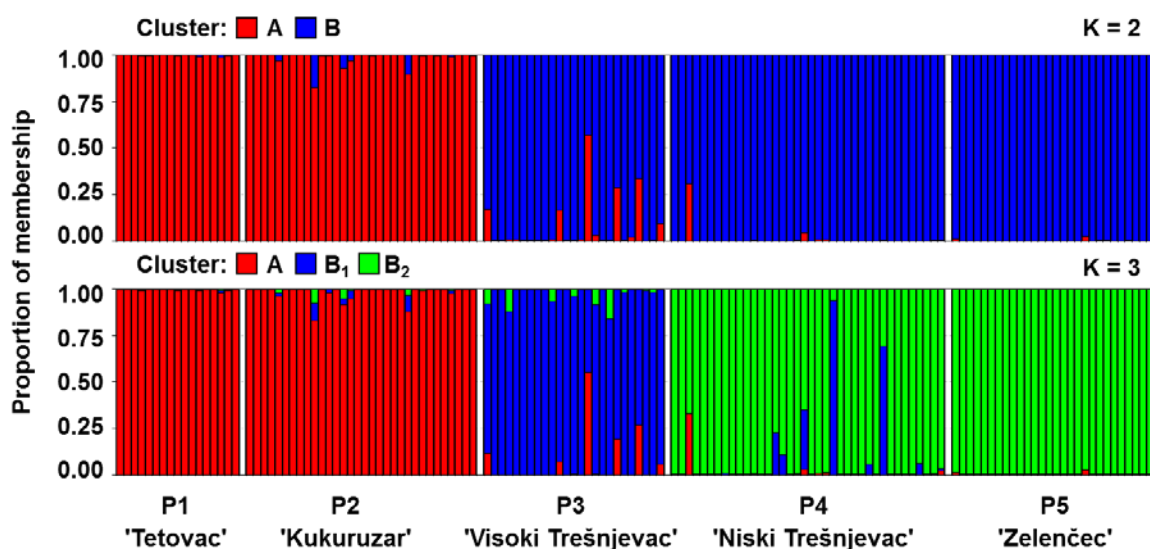 Cluster: A B K = 2
1.00
0.75
0.50
0.25
0.00
Proportion of membership
Cluster: A B₁ B₂ K = 3
1.00
0.75
0.50
0.25
0.00
P1 P2 P3 P4 P5
'Tetovac' 'Kukuruzar' 'Visoki Trešnjevac' 'Niski Trešnjevac' 'Zelenčec'